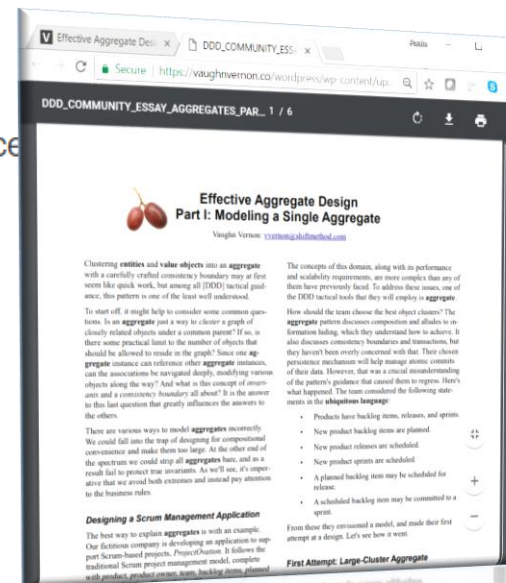 Effective Aggregate Des
DDD_COMMUNITY_ESS
Secure
https://vaughnvernon.co/wordpress/wp-content/up
DDD_COMMUNITY_ESSAY_AGGREGATES_PAR... 1 / 6
ce
Effective Aggregate Design
Part I: Modeling a Single Aggregate
Vaughn Vernon: vvernon@shiftmethod.com
Clustering entities and value objects into an aggregate
with a carefully crafted consistency boundary may at first
seem like quick work, but among all [DDD] tactical guid-
ance, this pattern is one of the least well understood.
To start off, it might help to consider some common ques-
tions. Is an aggregate just a way to cluster a graph of
closely related objects under a common parent? If so, is
there some practical limit to the number of objects that
should be allowed to reside in the graph? Since one ag-
gregate instance can reference other aggregate instances,
can the associations be navigated deeply, modifying various
objects along the way? And what is this concept of invari-
ants and a consistency boundary all about? It is the answer
to this last question that greatly influences the answers to
the others.
There are various ways to model aggregates incorrectly.
We could fall into the trap of designing for compositional
convenience and make them too large. At the other end of
the spectrum we could strip all aggregates bare, and as a
result fail to protect true invariants. As we'll see, it's imper-
ative that we avoid both extremes and instead pay attention
to the business rules.
Designing a Scrum Management Application
The best way to explain aggregates is with an example.
Our fictitious company is developing an application to sup-
port Scrum-based projects, ProjectOvation. It follows the
traditional Scrum project management model, complete
with product, product owner, team, backlog items, planned
The concepts of this domain, along with its performance
and scalability requirements, are more complex than any of
them have previously faced. To address these issues, one of
the DDD tactical tools that they will employ is aggregate.
How should the team choose the best object clusters? The
aggregate pattern discusses composition and alludes to in-
formation hiding, which they understand how to achieve. It
also discusses consistency boundaries and transactions, but
they haven't been overly concerned with that. Their chosen
persistence mechanism will help manage atomic commits
of their data. However, that was a crucial misunderstanding
of the pattern's guidance that caused them to regress. Here's
what happened. The team considered the following state-
ments in the ubiquitous language:
• Products have backlog items, releases, and sprints.
• New product backlog items are planned.
• New product releases are scheduled.
• New product sprints are scheduled.
• A planned backlog item may be scheduled for
release.
• A scheduled backlog item may be committed to a
sprint.
From these they envisioned a model, and made their first
attempt at a design. Let's see how it went.
First Attempt: Large-Cluster Aggregate